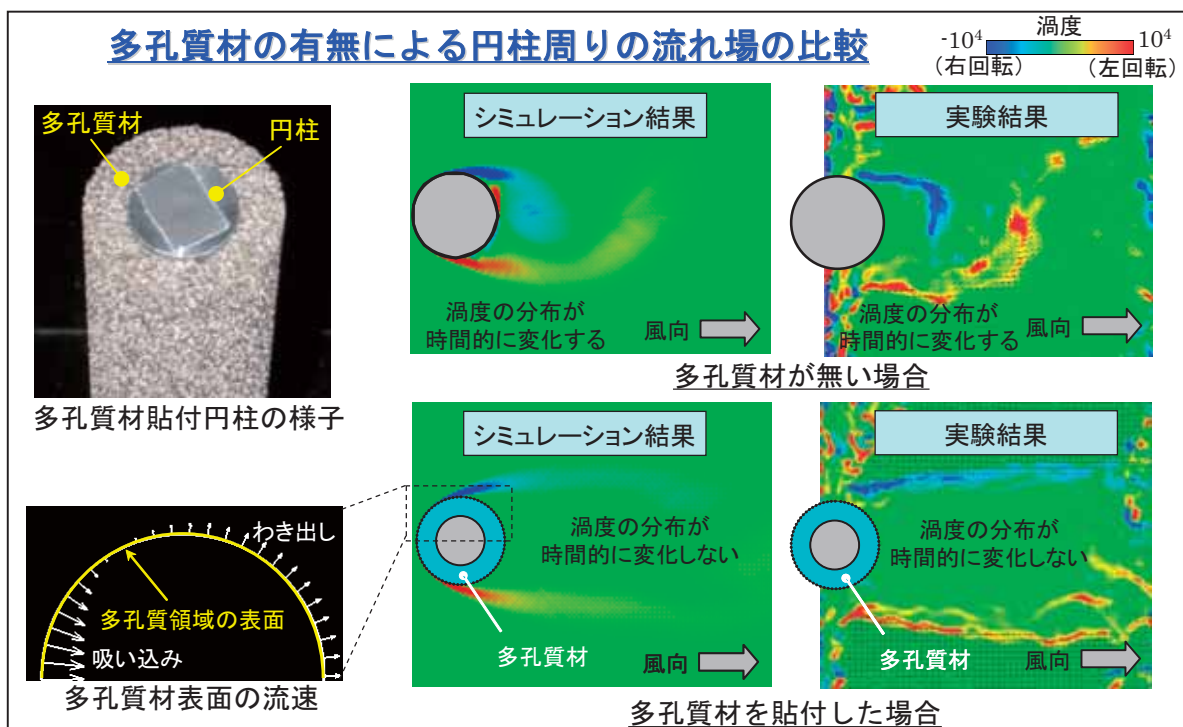 多孔質材の有無による円柱周りの流れ場の比較
-10⁴ 渦度 10⁴
(右回転) (左回転)
多孔質材
円柱
多孔質材貼付円柱の様子
シミュレーション結果
渦度の分布が
時間的に変化する
風向
実験結果
渦度の分布が
時間的に変化する
風向
多孔質材が無い場合
わき出し
多孔質領域の表面
吸い込み
多孔質材表面の流速
シミュレーション結果
渦度の分布が
時間的に変化しない
多孔質材
風向
実験結果
渦度の分布が
時間的に変化しない
多孔質材
風向
多孔質材を貼付した場合